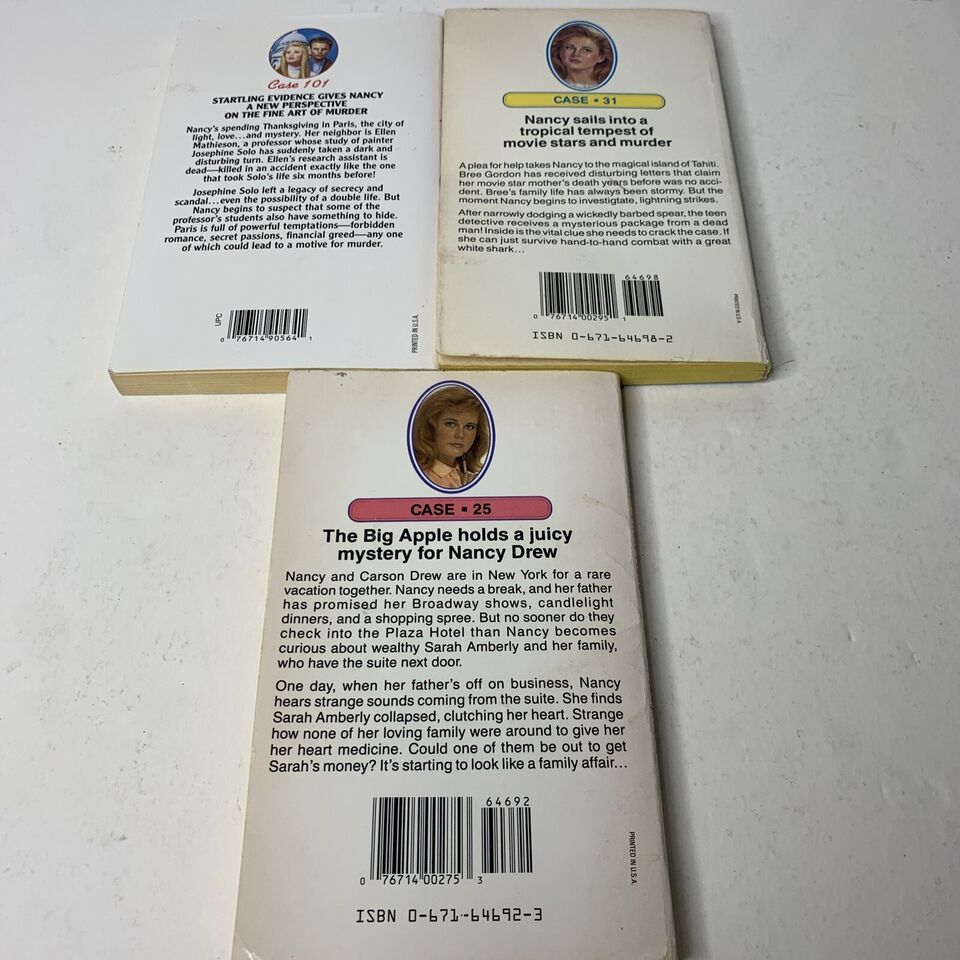 Case 101
STARTLING EVIDENCE GIVES NANCY
A NEW PERSPECTIVE
ON THE FINE ART OF MURDER
Nancy's spending Thanksgiving in Paris, the city of
light, love...and mystery. Her neighbor is Ellen
Mathieson, a professor whose study of painter
Josephine Solo has suddenly taken a dark and
disturbing turn. Ellen's research assistant is
dead—killed in an accident exactly like the one
that took Solo's life six months before!
Josephine Solo left a legacy of secrecy and
scandal...even the possibility of a double life. But
Nancy begins to suspect that some of the
professor's students also have something to hide.
Paris is full of powerful temptations—forbidden
romance, secret passions, financial greed—any one
of which could lead to a motive for murder.
UPC
0 76714 90564 1
PRINTED IN U.S.A.
CASE ▪ 31
Nancy sails into a
tropical tempest of
movie stars and murder
A plea for help takes Nancy to the magical island of Tahiti.
Bree Gordon has received disturbing letters that claim
her movie star mother's death years before was no acci-
dent. Bree's family life has always been stormy. But the
moment Nancy begins to investigtate, lightning strikes.
After narrowly dodging a wickedly barbed spear, the teen
detective receives a mysterious package from a dead
man! Inside is the vital clue she needs to crack the case. If
she can just survive hand-to-hand combat with a great
white shark...
64698
0 76714 00295 1
ISBN 0-671-64698-2
PRINTED IN U.S.A.
CASE ▪ 25
The Big Apple holds a juicy
mystery for Nancy Drew
Nancy and Carson Drew are in New York for a rare
vacation together. Nancy needs a break, and her father
has promised her Broadway shows, candlelight
dinners, and a shopping spree. But no sooner do they
check into the Plaza Hotel than Nancy becomes
curious about wealthy Sarah Amberly and her family,
who have the suite next door.
One day, when her father's off on business, Nancy
hears strange sounds coming from the suite. She finds
Sarah Amberly collapsed, clutching her heart. Strange
how none of her loving family were around to give her
her heart medicine. Could one of them be out to get
Sarah's money? It's starting to look like a family affair...
64692
0 76714 00275 3
ISBN 0-671-64692-3
PRINTED IN U.S.A.